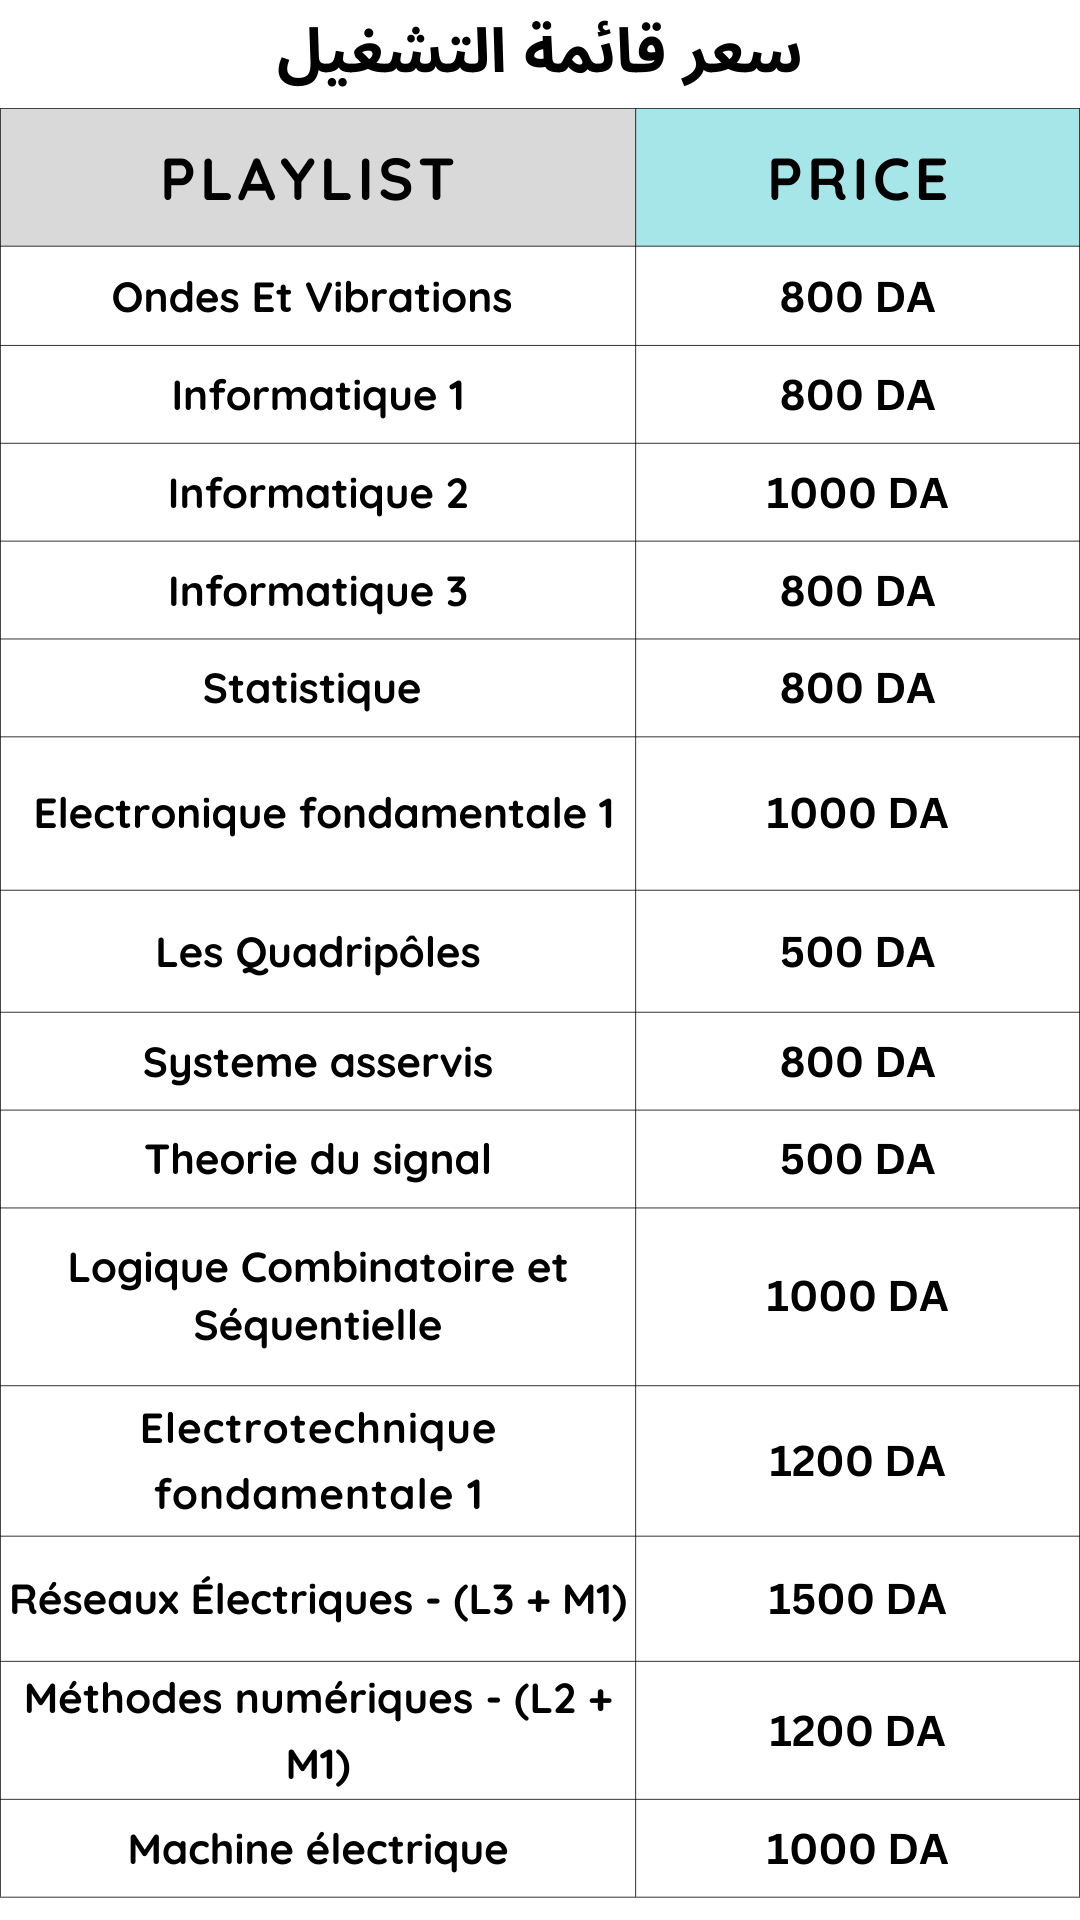 سعر قائمة التشغيل
PLAYLIST PRICE
Ondes Et Vibrations 800 DA
Informatique 1 800 DA
Informatique 2 1000 DA
Informatique 3 800 DA
Statistique 800 DA
Electronique fondamentale 1 1000 DA
Les Quadripôles 500 DA
Systeme asservis 800 DA
Theorie du signal 500 DA
Logique Combinatoire et
Séquentielle
1000 DA
Electrotechnique
fondamentale 1
1200 DA
Réseaux Électriques - (L3 + M1) 1500 DA
Méthodes numériques - (L2 +
M1)
1200 DA
Machine électrique 1000 DA